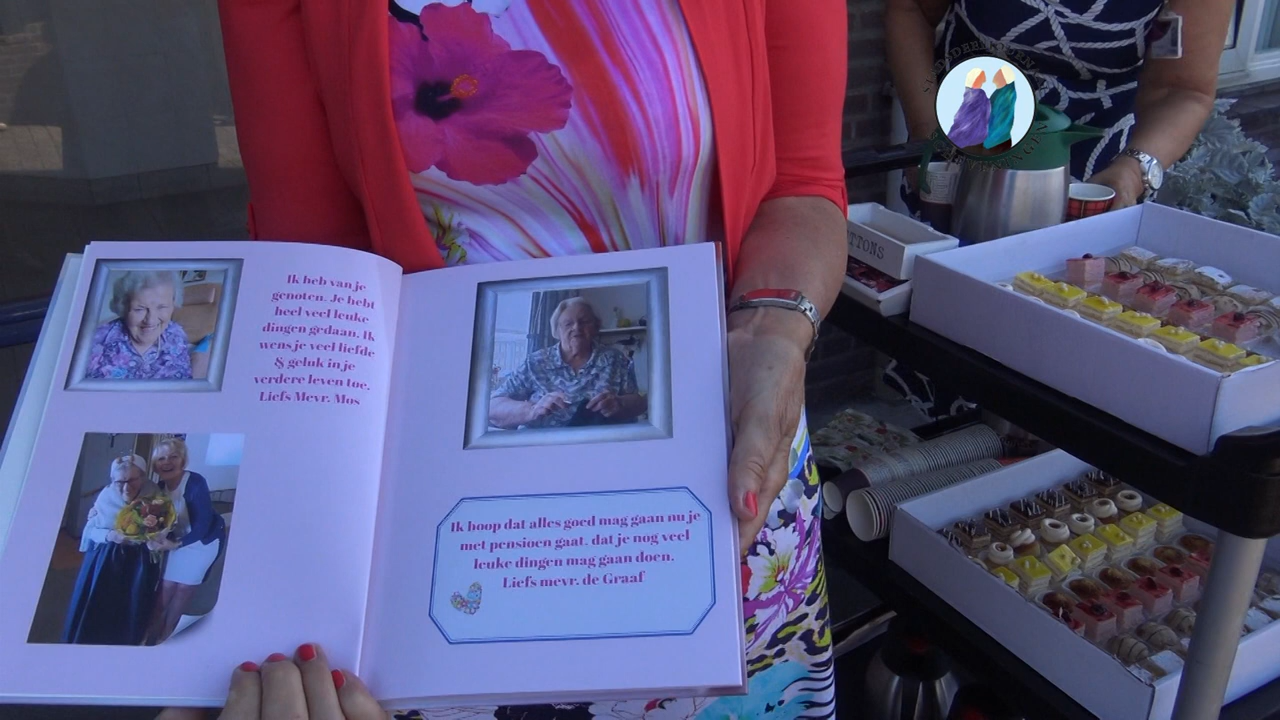 Ik heb van je
genoten. Je hebt
heel veel leuke
dingen gedaan. Ik
wens je veel liefde
& geluk in je
verdere leven toe.
Liefs Mevr. Mos
Ik hoop dat alles goed mag gaan nu je
met pensioen gaat. dat je nog veel
leuke dingen mag gaan doen.
Liefs mevr. de Graaf
TTONS